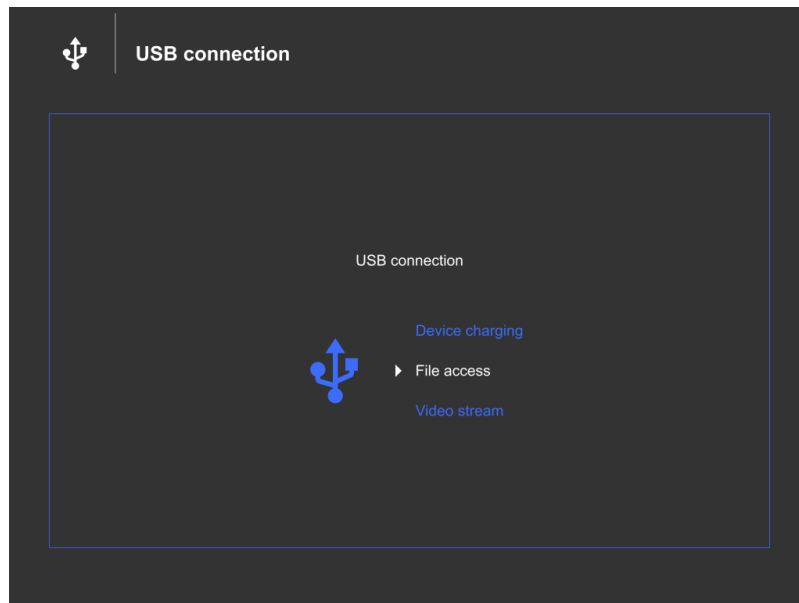 USB connection
USB connection
Device charging
File access
Video stream